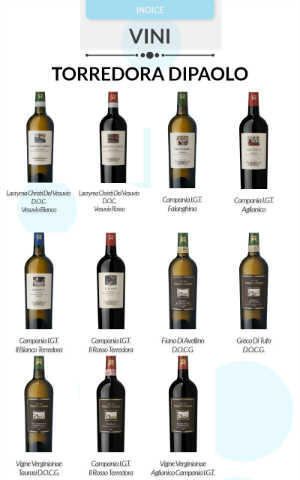 INDICE
VINI
TORREDORA DIPAOLO
Lacryma Christi Del Vesuvio
D.O.C.
Vesuvio Bianco
Lacryma Christi Del Vesuvio
D.O.C.
Vesuvio Rosso
Campania I.G.T.
Falanghina
Campania I.G.T.
Aglianico
Campania I.G.T.
Il Bianco Torredora
Campania I.G.T.
Il Rosso Torredora
Fiano Di Avellino
D.O.C.G.
Greco Di Tufo
D.O.C.G.
Vigne Verginianae
Taurasi D.O.C.G.
Campania I.G.T.
Il Rosso Torredora
Vigne Verginianae
Aglianico Campania I.G.T.